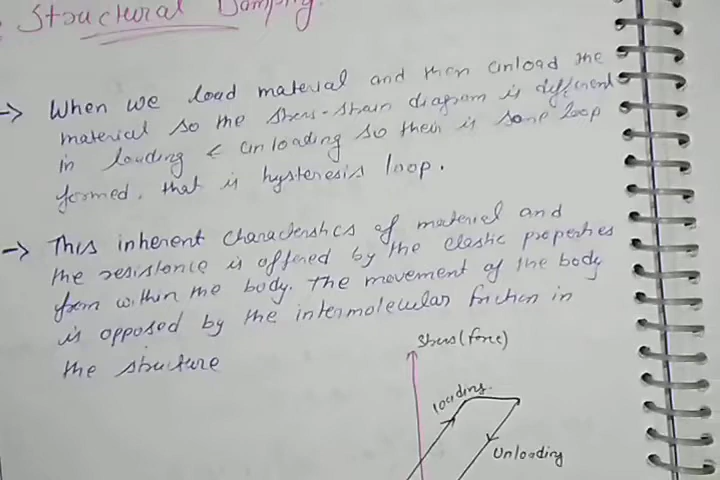 Structural Damping.
-> When we load material and then unload the
material so the stress-strain diagram is different
in loading & unloading so their is some loop
formed. that is hysteresis loop.
-> This inherent characteristics of material and
the resistance is offered by the elastic properties
from within the body. The movement of the body
is opposed by the intermolecular friction in
the structure
Stress (force)
loading.
Unloading